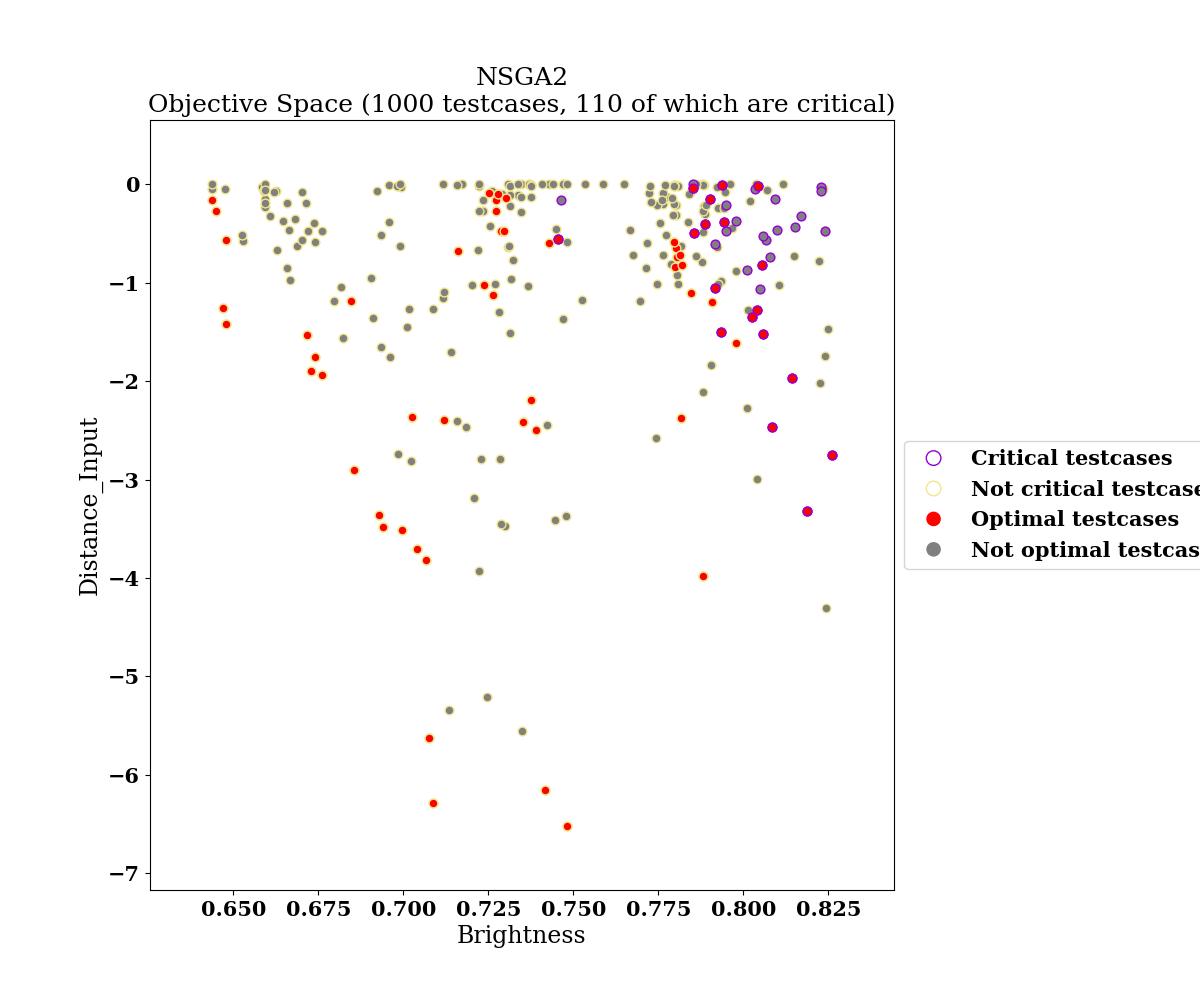 NSGA2
Objective Space (1000 testcases, 110 of which are critical)
0
−1
−2
−3
−4
−5
−6
−7
Distance_Input
0.650 0.675 0.700 0.725 0.750 0.775 0.800 0.825
Brightness
Critical testcases
Not critical testcase
Optimal testcases
Not optimal testcas